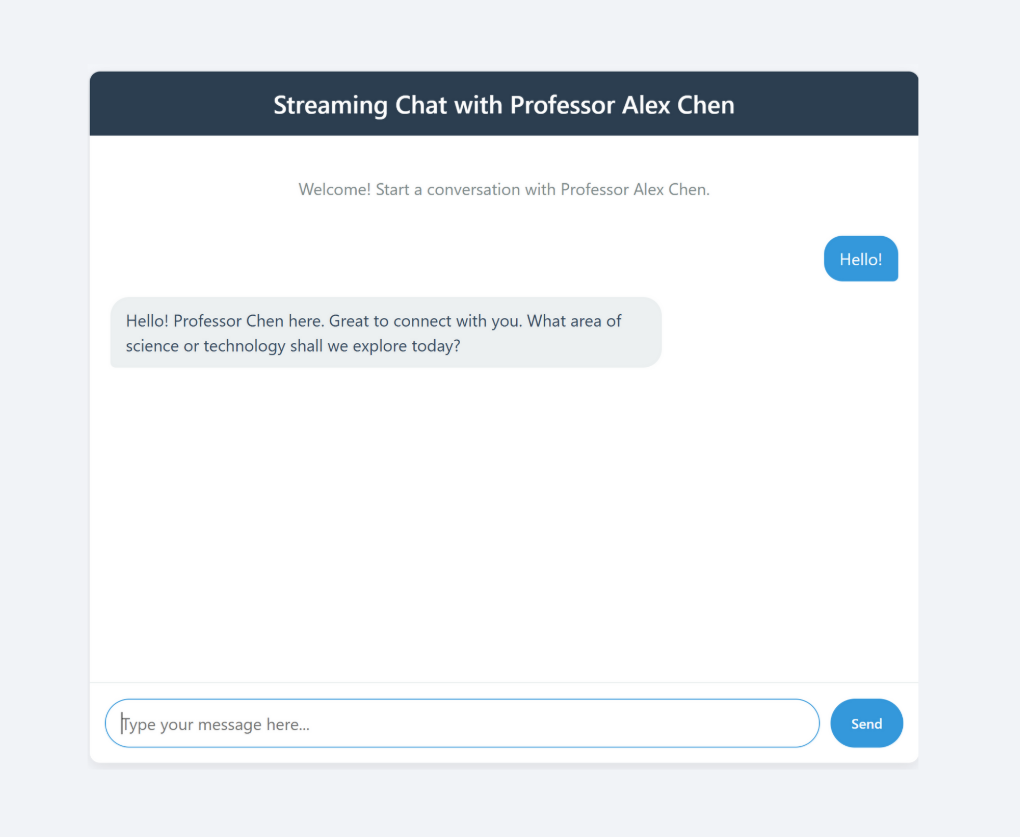 Streaming Chat with Professor Alex Chen
Welcome! Start a conversation with Professor Alex Chen.
Hello!
Hello! Professor Chen here. Great to connect with you. What area of
science or technology shall we explore today?
Type your message here...
Send